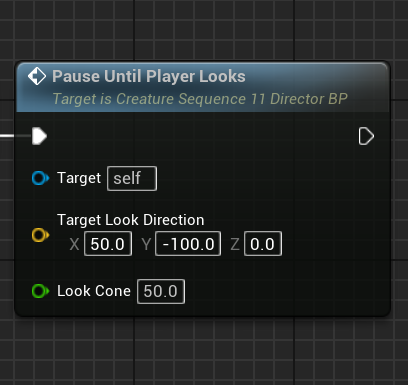 Pause Until Player Looks
Target is Creature Sequence 11 Director BP
Target self
Target Look Direction
X 50.0 Y -100.0 Z 0.0
Look Cone 50.0